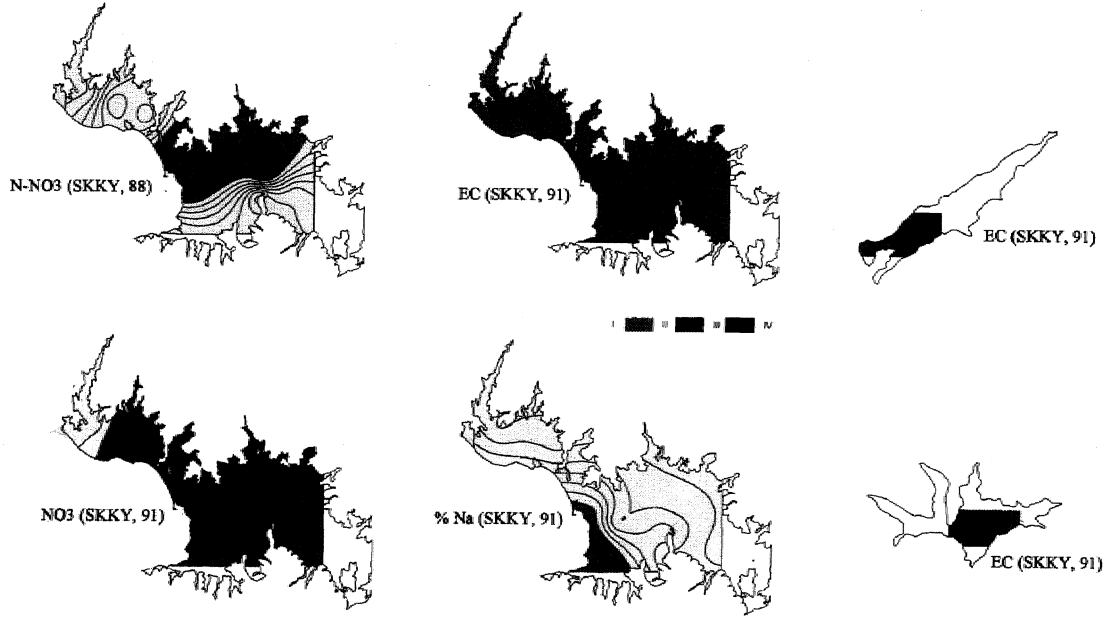 N-NO3 (SKKY, 88)
EC (SKKY, 91)
EC (SKKY, 91)
I II III IV
NO3 (SKKY, 91)
% Na (SKKY, 91)
EC (SKKY, 91)